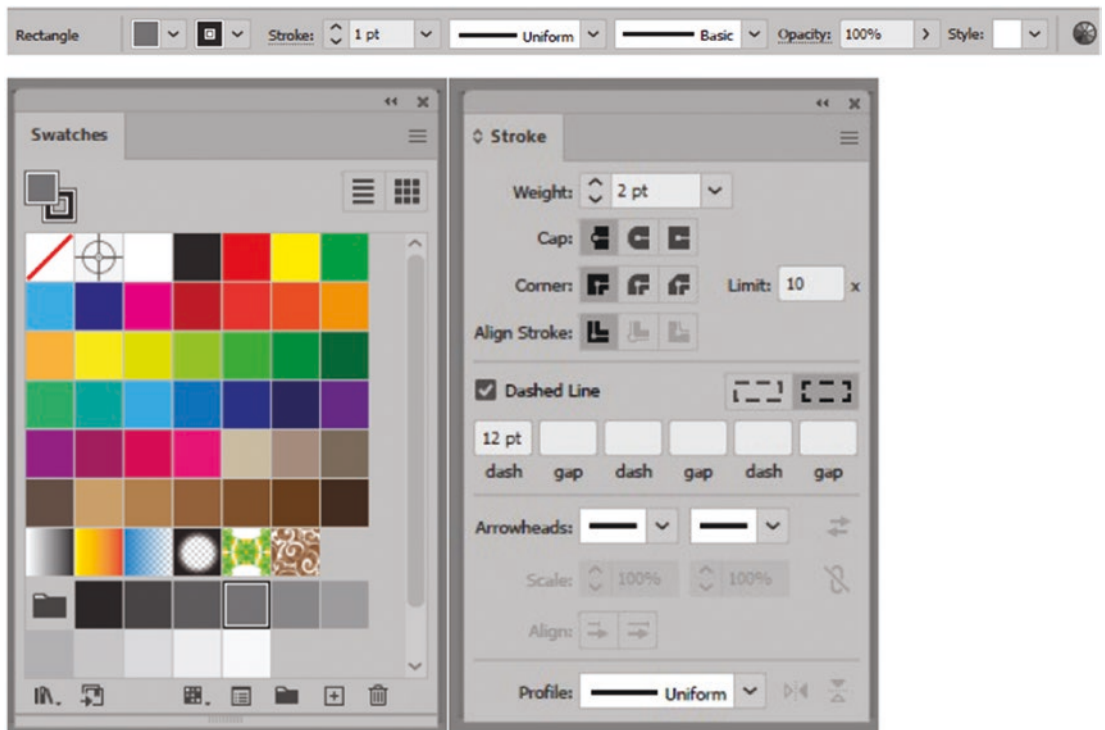 Rectangle Stroke: 1 pt Uniform Basic Opacity: 100% Style:
Swatches
Stroke
Weight: 2 pt
Cap:
Corner: Limit: 10 x
Align Stroke:
Dashed Line
12 pt
dash gap dash gap dash gap
Arrowheads:
Scale: 100% 100%
Align:
Profile: Uniform